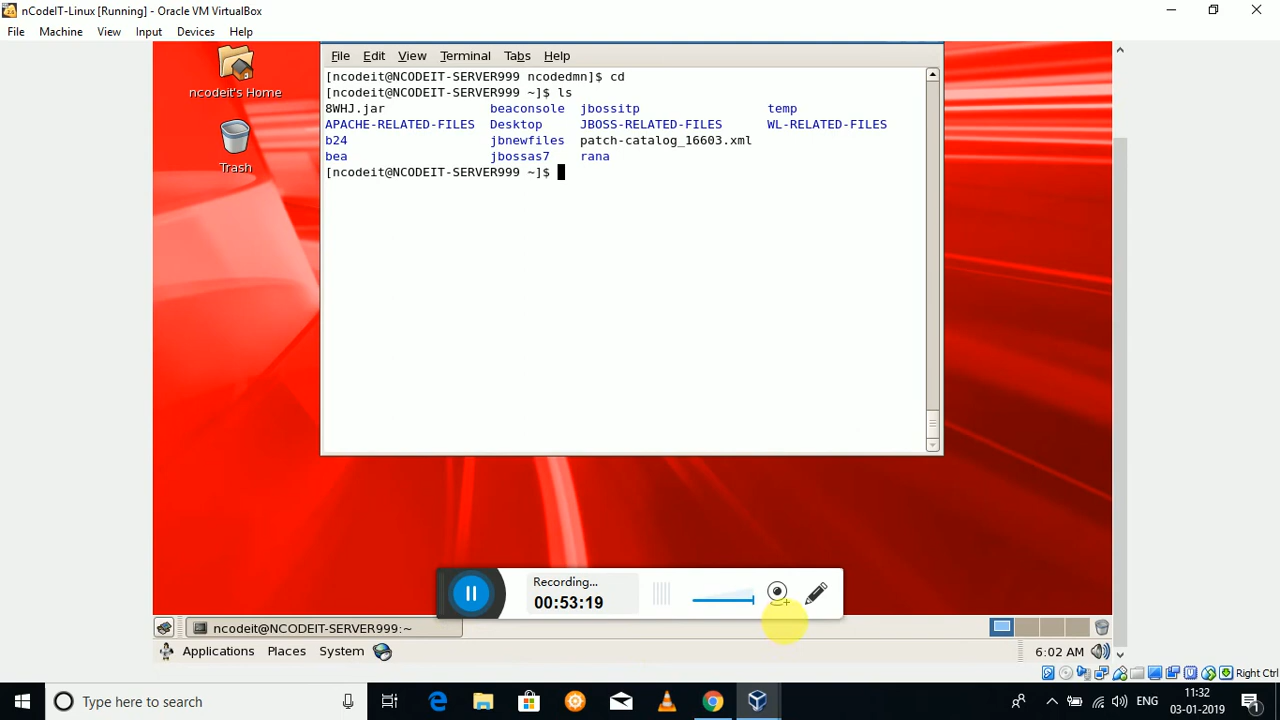 nCodeIT-Linux [Running] - Oracle VM VirtualBox
File Machine View Input Devices Help
ncodeit's Home
Trash
File Edit View Terminal Tabs Help
[ncodeit@NCODEIT-SERVER999 ncodedmn]$ cd
[ncodeit@NCODEIT-SERVER999 ~]$ ls
8WHJ.jar beaconsole jbossitp temp
APACHE-RELATED-FILES Desktop JBOSS-RELATED-FILES WL-RELATED-FILES
b24 jbnewfiles patch-catalog_16603.xml
bea jbossas7 rana
[ncodeit@NCODEIT-SERVER999 ~]$
Recording...
00:53:19
ncodeit@NCODEIT-SERVER999:~
Applications Places System 6:02 AM
Right Ctrl
Type here to search
ENG
11:32
03-01-2019
1